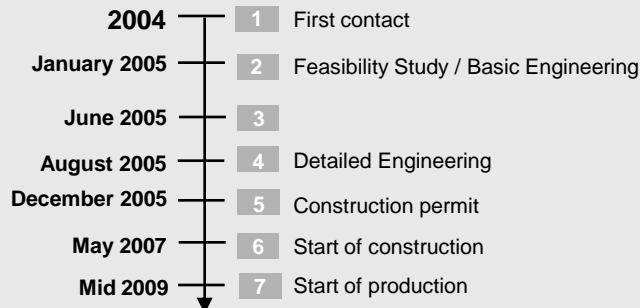 2004 1 First contact
January 2005 2 Feasibility Study / Basic Engineering
June 2005 3
August 2005 4 Detailed Engineering
December 2005 5 Construction permit
May 2007 6 Start of construction
Mid 2009 7 Start of production